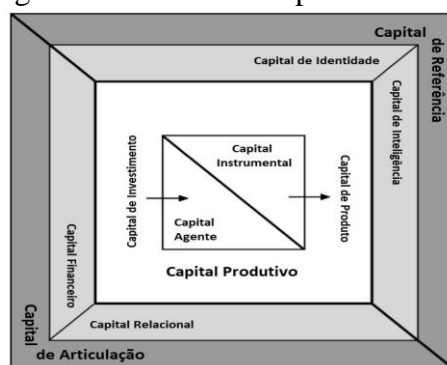 Capital
de Referência
Capital de Identidade
Capital de Inteligência
Capital de Investimento
Capital
Instrumental
Capital de Produto
Capital
Agente
Capital Produtivo
Capital Financeiro
Capital Relacional
Capital
de Articulação